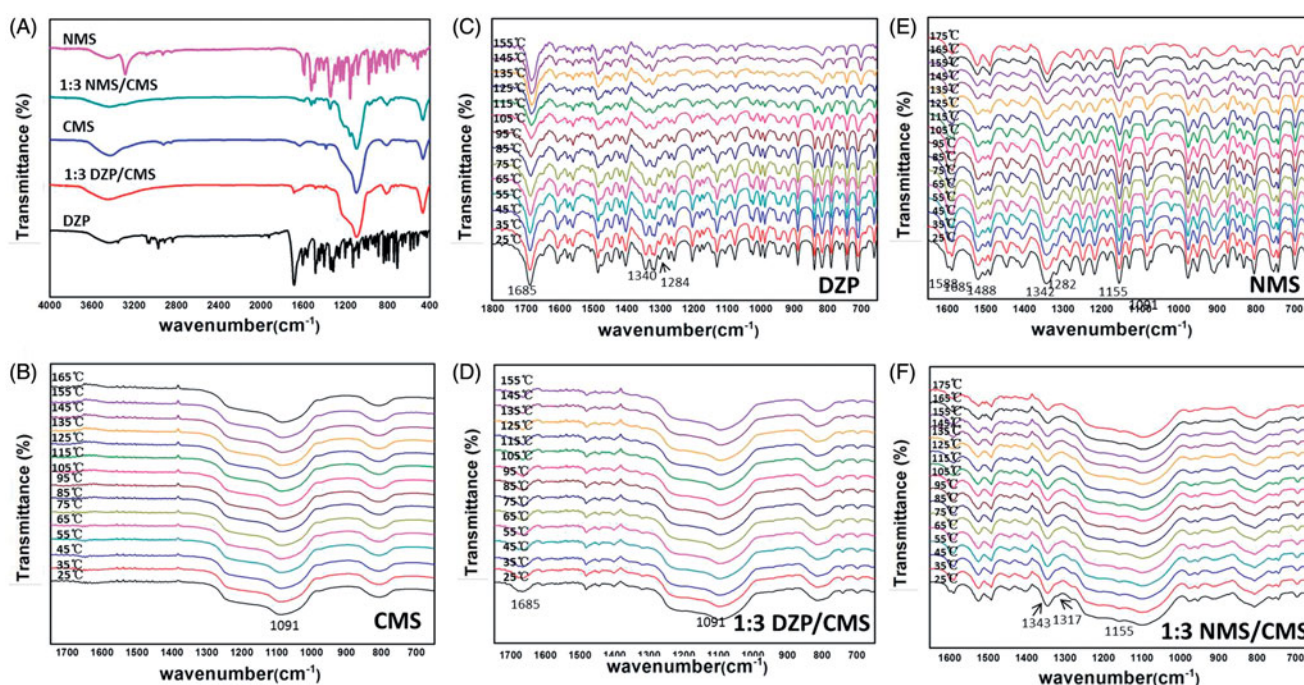 (A)
NMS
1:3 NMS/CMS
CMS
1:3 DZP/CMS
DZP
Transmittance (%)
4000 3400 2800 2200 1600 1000 400
wavenumber(cm-1)
(C)
155℃
145℃
135℃
125℃
115℃
105℃
95℃
85℃
75℃
65℃
45℃
35℃
25℃
1685
1340
1284
DZP
Transmittance (%)
1800 1700 1600 1500 1400 1300 1200 1100 1000 900 800 700
wavenumber(cm-1)
(E)
175℃
165℃
155℃
145℃
135℃
125℃
105℃
95℃
85℃
75℃
65℃
55℃
45℃
35℃
25℃
1588
1685
1488
1342
1282
1155
1091
NMS
Transmittance (%)
1600 1500 1400 1300 1200 1100 1000 900 800 700
wavenumber(cm-1)
(B)
165℃
155℃
145℃
135℃
125℃
115℃
105℃
95℃
85℃
75℃
65℃
55℃
45℃
35℃
25℃
1091
CMS
Transmittance (%)
1700 1600 1500 1400 1300 1200 1100 1000 900 800 700
wavenumber(cm-1)
(D)
155℃
145℃
135℃
125℃
115℃
105℃
95℃
85℃
75℃
65℃
55℃
45℃
35℃
25℃
1685
1091
1:3 DZP/CMS
Transmittance (%)
1700 1600 1500 1400 1300 1200 1100 1000 900 800 700
wavenumber(cm-1)
(F)
175℃
165℃
155℃
145℃
135℃
125℃
115℃
105℃
95℃
85℃
75℃
65℃
55℃
45℃
35℃
25℃
1343
1317
1155
1:3 NMS/CMS
Transmittance (%)
1600 1500 1400 1300 1200 1100 1000 900 800 700
wavenumber(cm-1)